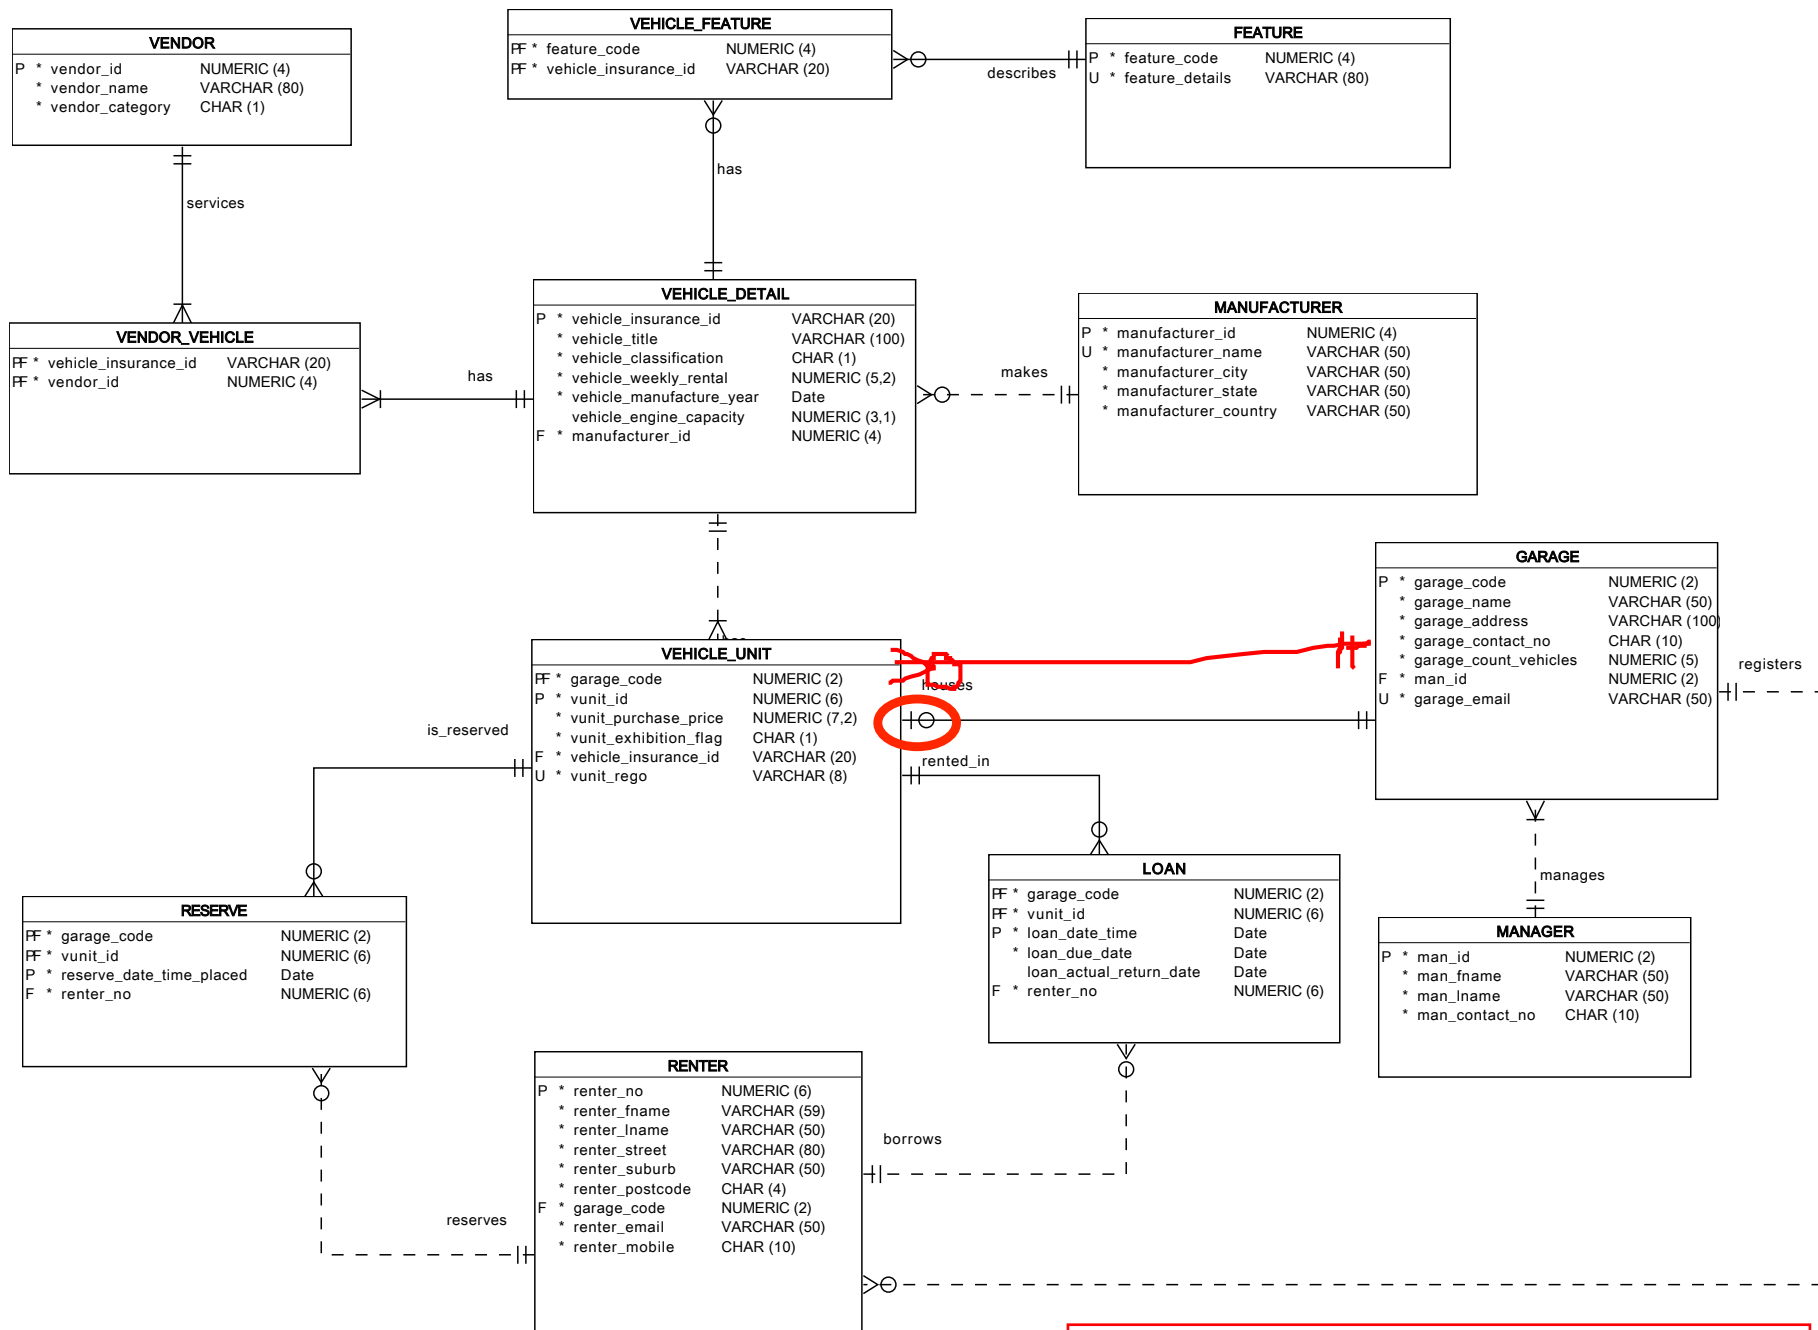 VENDOR
P * vendor_id NUMERIC (4)
* vendor_name VARCHAR (80)
* vendor_category CHAR (1)
services
VEHICLE_FEATURE
PF * feature_code NUMERIC (4)
PF * vehicle_insurance_id VARCHAR (20)
describes
FEATURE
P * feature_code NUMERIC (4)
U * feature_details VARCHAR (80)
has
VENDOR_VEHICLE
PF * vehicle_insurance_id VARCHAR (20)
PF * vendor_id NUMERIC (4)
has
VEHICLE_DETAIL
P * vehicle_insurance_id VARCHAR (20)
* vehicle_title VARCHAR (100)
* vehicle_classification CHAR (1)
* vehicle_weekly_rental NUMERIC (5,2)
* vehicle_manufacture_year Date
vehicle_engine_capacity NUMERIC (3,1)
F * manufacturer_id NUMERIC (4)
makes
MANUFACTURER
P * manufacturer_id NUMERIC (4)
U * manufacturer_name VARCHAR (50)
* manufacturer_city VARCHAR (50)
* manufacturer_state VARCHAR (50)
* manufacturer_country VARCHAR (50)
VEHICLE_UNIT
PF * garage_code NUMERIC (2)
P * vunit_id NUMERIC (6)
* vunit_purchase_price NUMERIC (7,2)
* vunit_exhibition_flag CHAR (1)
F * vehicle_insurance_id VARCHAR (20)
U * vunit_rego VARCHAR (8)
houses
GARAGE
P * garage_code NUMERIC (2)
* garage_name VARCHAR (50)
* garage_address VARCHAR (100)
* garage_contact_no CHAR (10)
* garage_count_vehicles NUMERIC (5)
F * man_id NUMERIC (2)
U * garage_email VARCHAR (50)
registers
is_reserved
rented_in
manages
RESERVE
PF * garage_code NUMERIC (2)
PF * vunit_id NUMERIC (6)
P * reserve_date_time_placed Date
F * renter_no NUMERIC (6)
LOAN
PF * garage_code NUMERIC (2)
PF * vunit_id NUMERIC (6)
P * loan_date_time Date
* loan_due_date Date
loan_actual_return_date Date
F * renter_no NUMERIC (6)
MANAGER
P * man_id NUMERIC (2)
* man_fname VARCHAR (50)
* man_lname VARCHAR (50)
* man_contact_no CHAR (10)
RENTER
P * renter_no NUMERIC (6)
* renter_fname VARCHAR (59)
* renter_lname VARCHAR (50)
* renter_street VARCHAR (80)
* renter_suburb VARCHAR (50)
* renter_postcode CHAR (4)
F * garage_code NUMERIC (2)
* renter_email VARCHAR (50)
* renter_mobile CHAR (10)
borrows
reserves